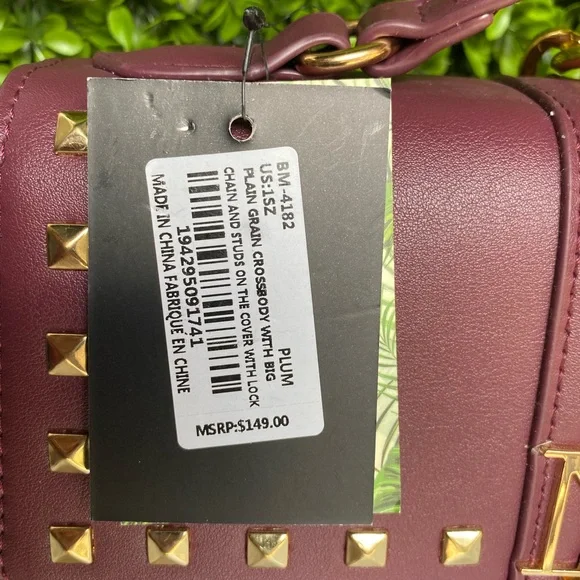 BM-4182
US:1SZ PLUM
PLAIN GRAIN CROSSBODY WITH BIG
CHAIN AND STUDS ON THE COVER WITH LOCK
194295091741
MADE IN CHINA FABRIQUÉ EN CHINE
MSRP:$149.00